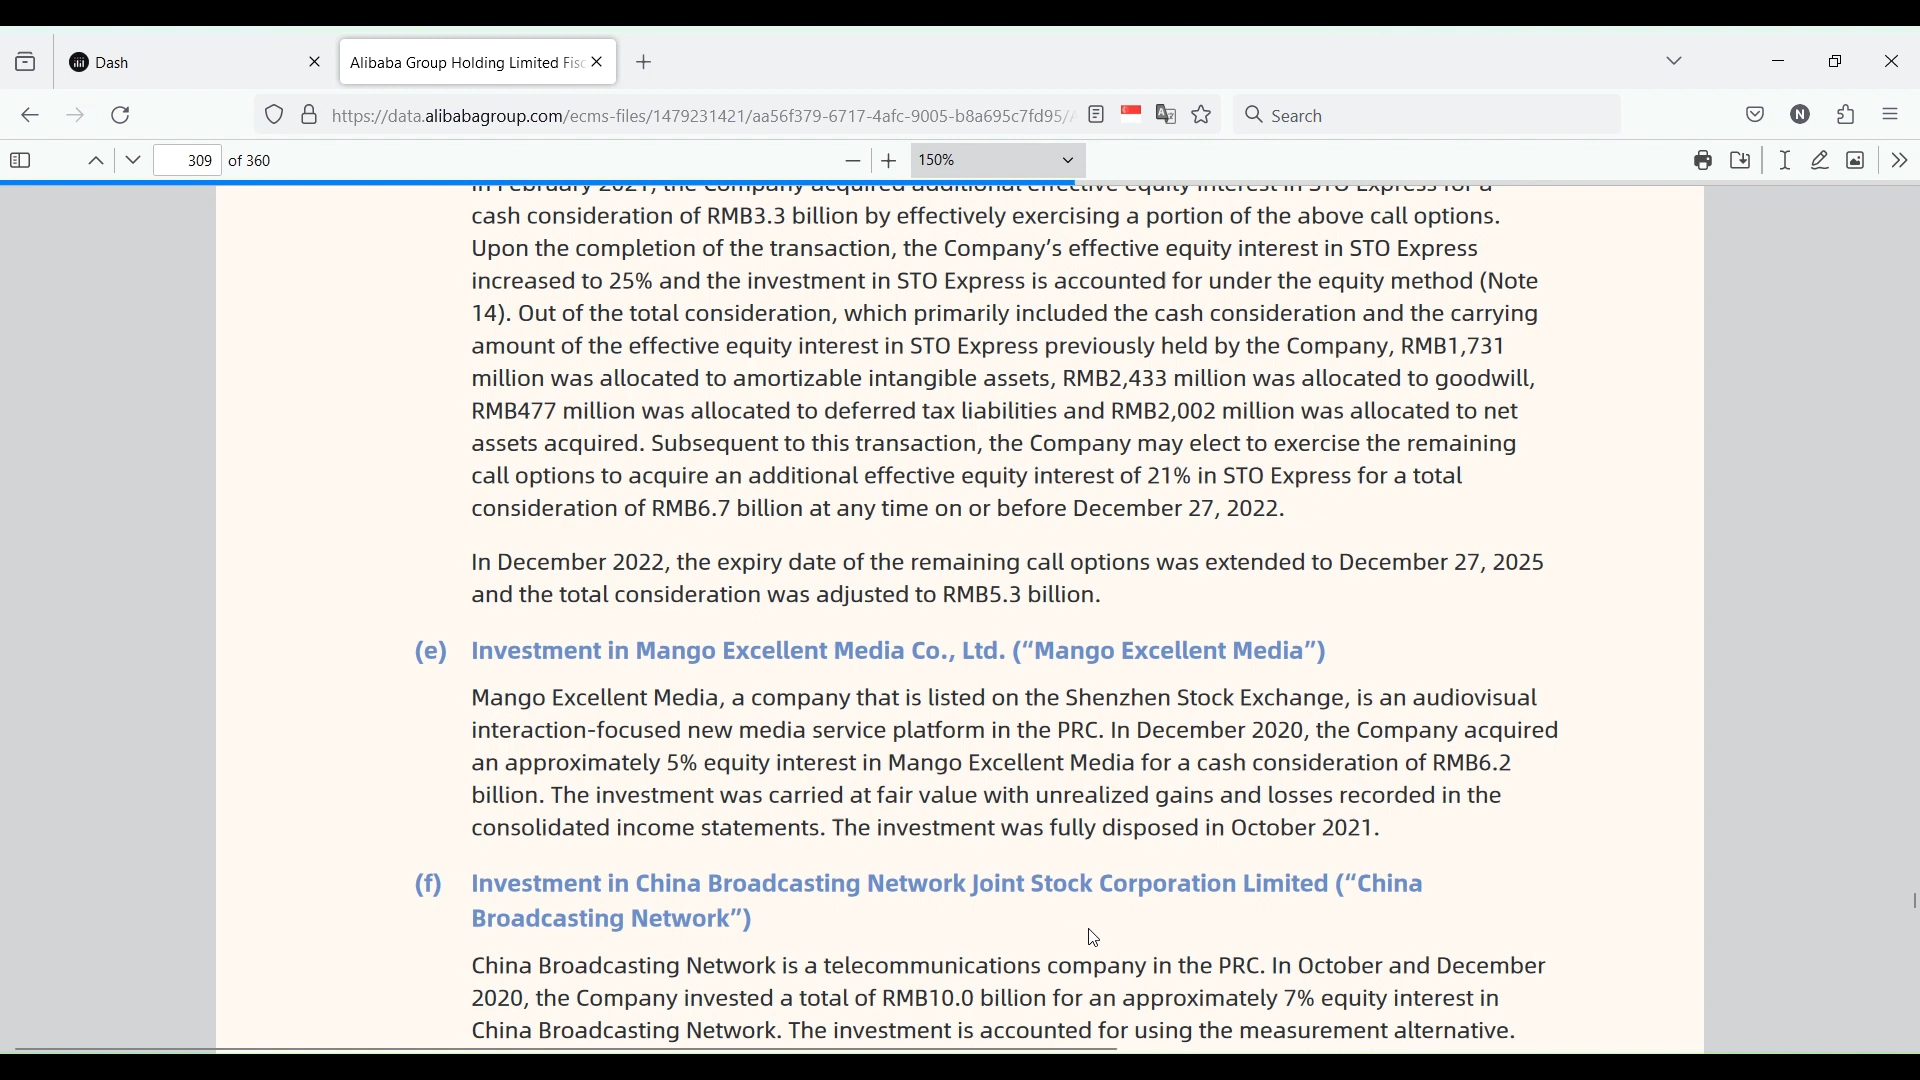 Dash
Alibaba Group Holding Limited Fisc
https://data.alibabagroup.com/ecms-files/1479231421/aa56f379-6717-4afc-9005-b8a695c7fd95/
Search
309 of 360
150%
In February 2021, the Company acquired additional effective equity interest in STO Express for a
cash consideration of RMB3.3 billion by effectively exercising a portion of the above call options.
Upon the completion of the transaction, the Company’s effective equity interest in STO Express
increased to 25% and the investment in STO Express is accounted for under the equity method (Note
14). Out of the total consideration, which primarily included the cash consideration and the carrying
amount of the effective equity interest in STO Express previously held by the Company, RMB1,731
million was allocated to amortizable intangible assets, RMB2,433 million was allocated to goodwill,
RMB477 million was allocated to deferred tax liabilities and RMB2,002 million was allocated to net
assets acquired. Subsequent to this transaction, the Company may elect to exercise the remaining
call options to acquire an additional effective equity interest of 21% in STO Express for a total
consideration of RMB6.7 billion at any time on or before December 27, 2022.
In December 2022, the expiry date of the remaining call options was extended to December 27, 2025
and the total consideration was adjusted to RMB5.3 billion.
(e) Investment in Mango Excellent Media Co., Ltd. (“Mango Excellent Media”)
Mango Excellent Media, a company that is listed on the Shenzhen Stock Exchange, is an audiovisual
interaction-focused new media service platform in the PRC. In December 2020, the Company acquired
an approximately 5% equity interest in Mango Excellent Media for a cash consideration of RMB6.2
billion. The investment was carried at fair value with unrealized gains and losses recorded in the
consolidated income statements. The investment was fully disposed in October 2021.
(f) Investment in China Broadcasting Network Joint Stock Corporation Limited (“China
Broadcasting Network”)
China Broadcasting Network is a telecommunications company in the PRC. In October and December
2020, the Company invested a total of RMB10.0 billion for an approximately 7% equity interest in
China Broadcasting Network. The investment is accounted for using the measurement alternative.